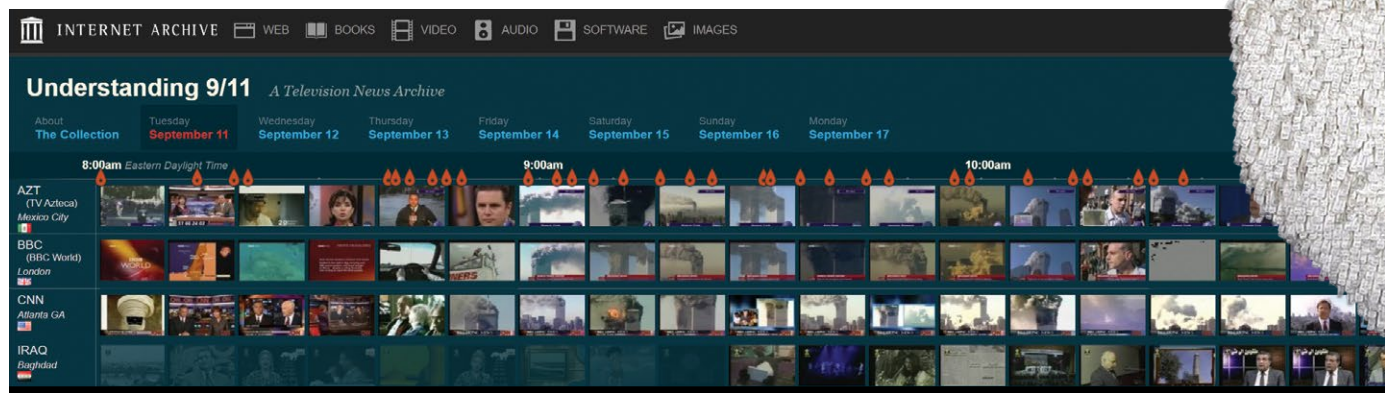 INTERNET ARCHIVE WEB BOOKS VIDEO AUDIO SOFTWARE IMAGES
Understanding 9/11 A Television News Archive
About Tuesday Wednesday Thursday Friday Saturday Sunday Monday
The Collection September 11 September 12 September 13 September 14 September 15 September 16 September 17
8:00am Eastern Daylight Time 9:00am 10:00am
AZT
(TV Azteca)
Mexico City
BBC
(BBC World)
London
WORLD
CNN
Atlanta GA
IRAQ
Baghdad